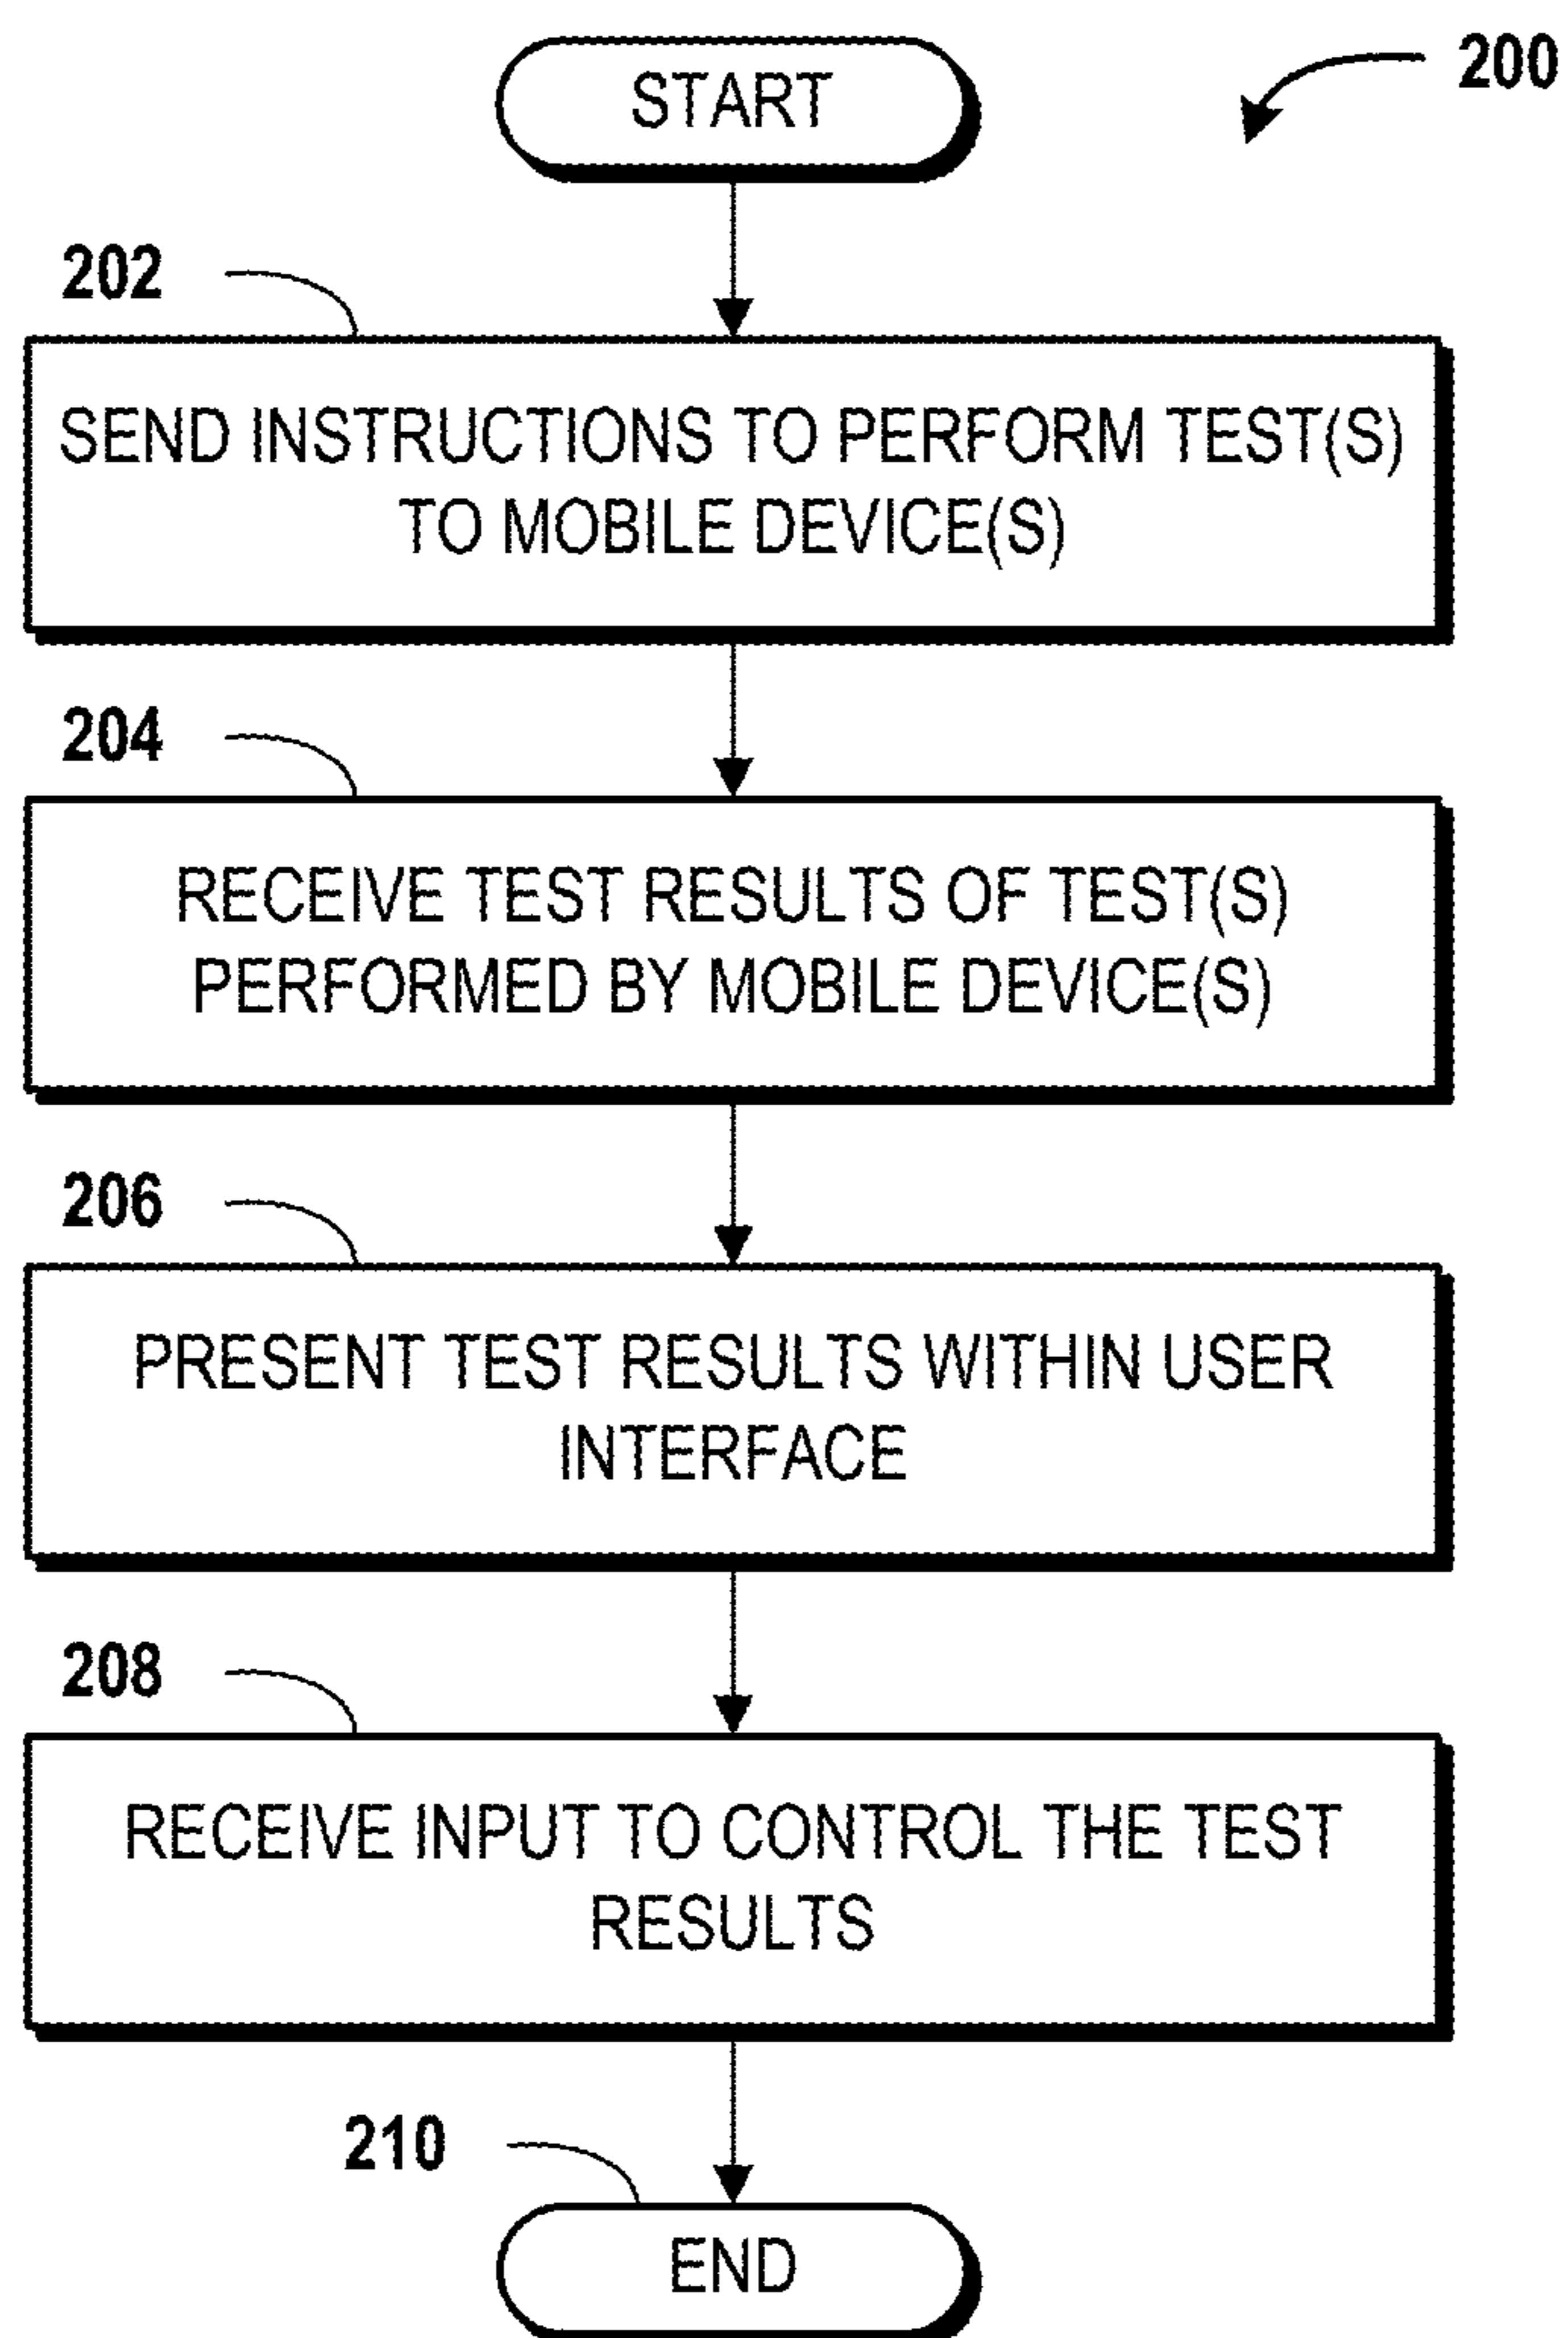 START
200
202
SEND INSTRUCTIONS TO PERFORM TEST(S)
TO MOBILE DEVICE(S)
204
RECEIVE TEST RESULTS OF TEST(S)
PERFORMED BY MOBILE DEVICE(S)
206
PRESENT TEST RESULTS WITHIN USER
INTERFACE
208
RECEIVE INPUT TO CONTROL THE TEST
RESULTS
210
END